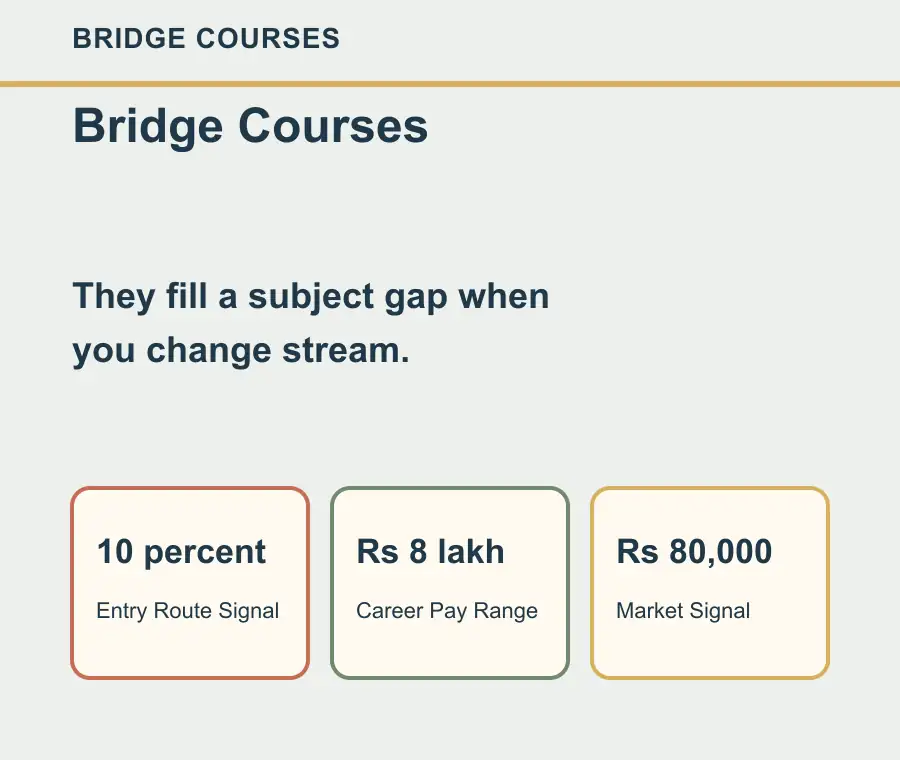 BRIDGE COURSES
Bridge Courses
They fill a subject gap when
you change stream.
10 percent
Entry Route Signal
Rs 8 lakh
Career Pay Range
Rs 80,000
Market Signal